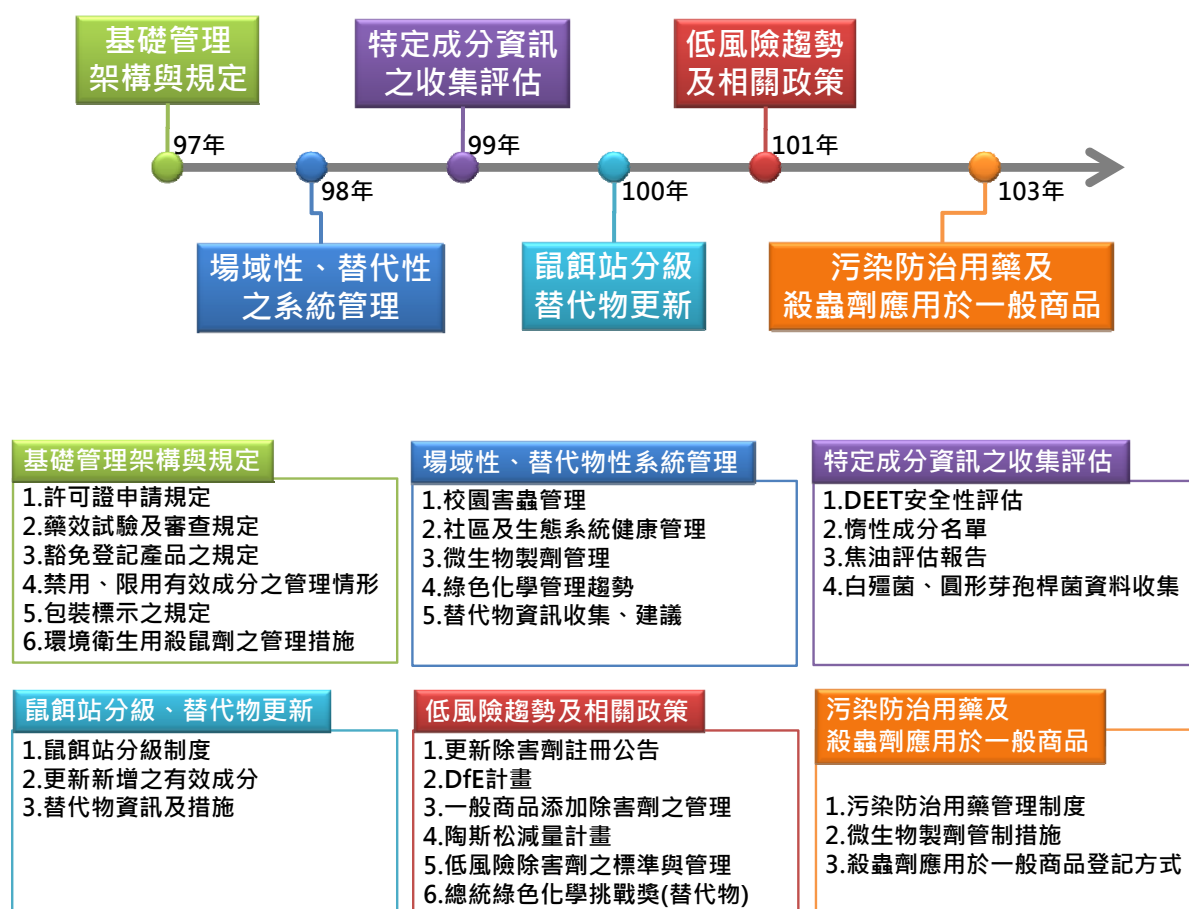 基礎管理
架構與規定
特定成分資訊
之收集評估
低風險趨勢
及相關政策
97年
99年
101年
98年
100年
103年
場域性、替代性
之系統管理
鼠餌站分級
替代物更新
污染防治用藥及
殺蟲劑應用於一般商品
基礎管理架構與規定
1.許可證申請規定
2.藥效試驗及審查規定
3.豁免登記產品之規定
4.禁用、限用有效成分之管理情形
5.包裝標示之規定
6.環境衛生用殺鼠劑之管理措施
場域性、替代物性系統管理
1.校園害蟲管理
2.社區及生態系統健康管理
3.微生物製劑管理
4.綠色化學管理趨勢
5.替代物資訊收集、建議
特定成分資訊之收集評估
1.DEET安全性評估
2.惰性成分名單
3.焦油評估報告
4.白殭菌、圓形芽孢桿菌資料收集
鼠餌站分級、替代物更新
1.鼠餌站分級制度
2.更新新增之有效成分
3.替代物資訊及措施
低風險趨勢及相關政策
1.更新除害劑註冊公告
2.DfE計畫
3.一般商品添加除害劑之管理
4.陶斯松減量計畫
5.低風險除害劑之標準與管理
6.總統綠色化學挑戰獎(替代物)
污染防治用藥及
殺蟲劑應用於一般商品
1.污染防治用藥管理制度
2.微生物製劑管制措施
3.殺蟲劑應用於一般商品登記方式